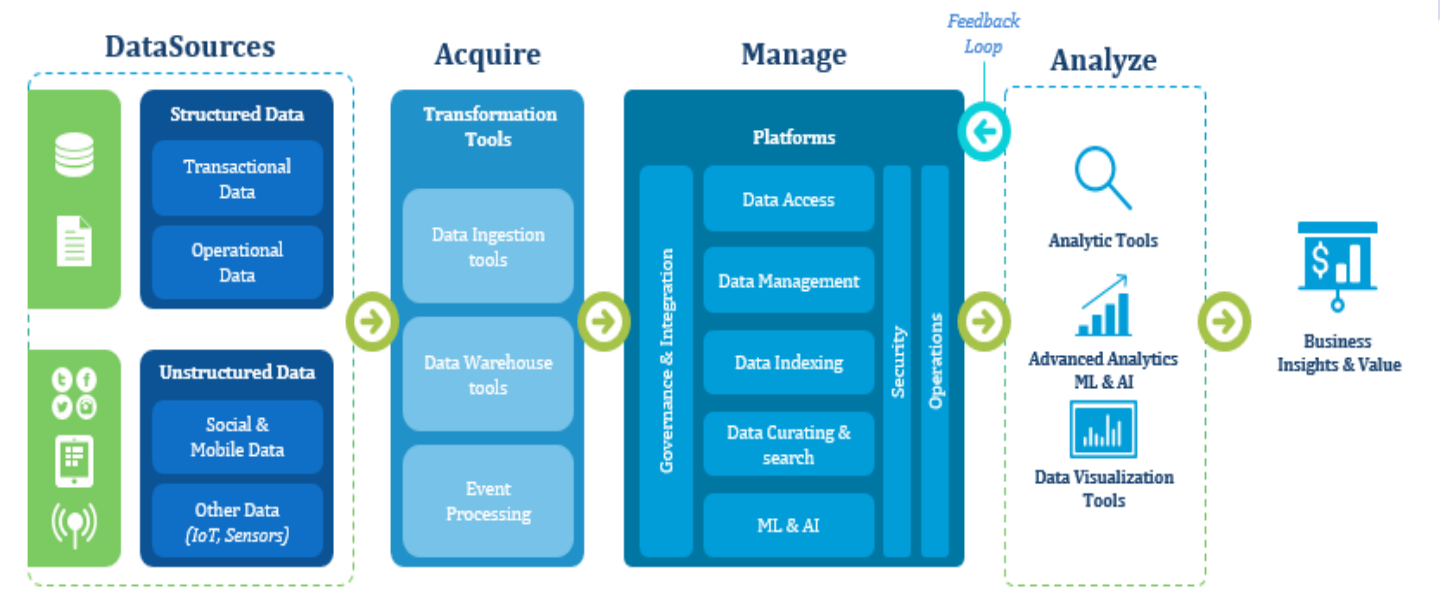 DataSources
Structured Data
Transactional
Data
Operational
Data
Unstructured Data
Social &
Mobile Data
Other Data
(IoT, Sensors)
Acquire
Transformation
Tools
Data Ingestion
tools
Data Warehouse
tools
Event
Processing
Manage
Platforms
Governance & Integration
Data Access
Data Management
Data Indexing
Data Curating &
search
ML & AI
Security
Operations
Feedback
Loop
Analyze
Analytic Tools
Advanced Analytics
ML & AI
Data Visualization
Tools
$
Business
Insights & Value